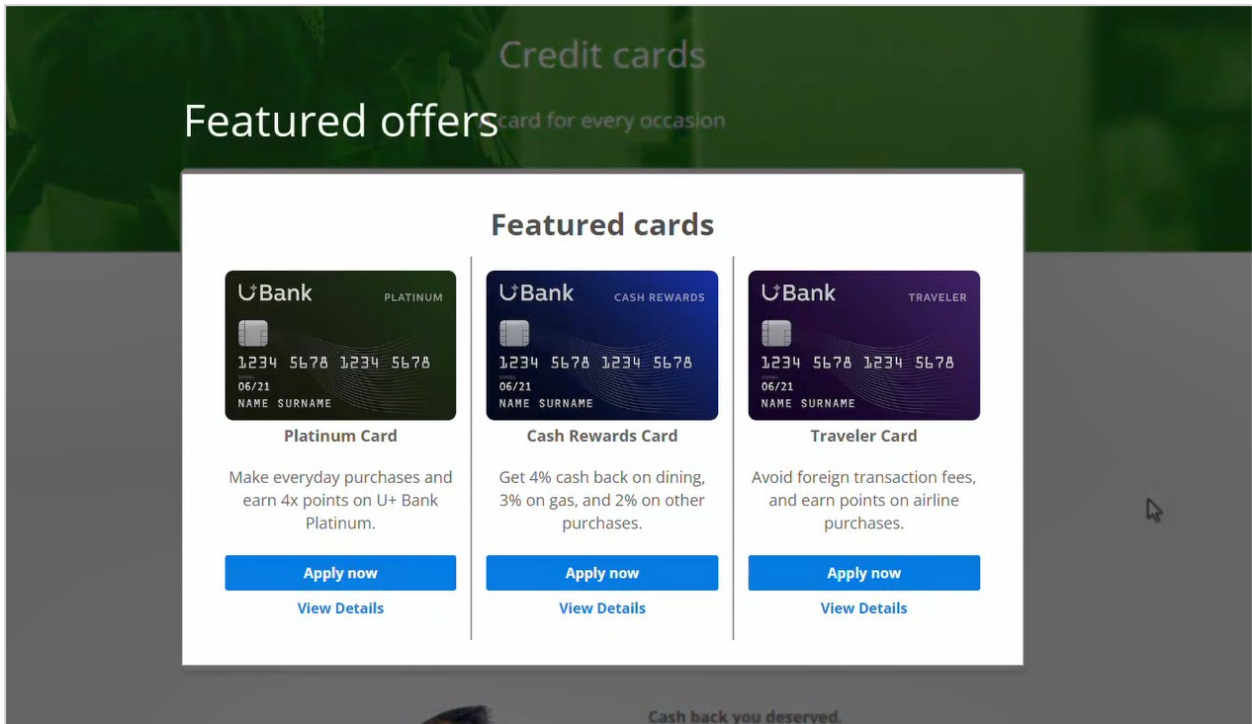 Credit cards
Featured offers
card for every occasion
Featured cards
U+Bank
PLATINUM
1234 5678 1234 5678
06/21
NAME SURNAME
Platinum Card
Make everyday purchases and
earn 4x points on U+ Bank
Platinum.
Apply now
View Details
U+Bank
CASH REWARDS
1234 5678 1234 5678
06/21
NAME SURNAME
Cash Rewards Card
Get 4% cash back on dining,
3% on gas, and 2% on other
purchases.
Apply now
View Details
U+Bank
TRAVELER
1234 5678 1234 5678
06/21
NAME SURNAME
Traveler Card
Avoid foreign transaction fees,
and earn points on airline
purchases.
Apply now
View Details
Cash back you deserved.